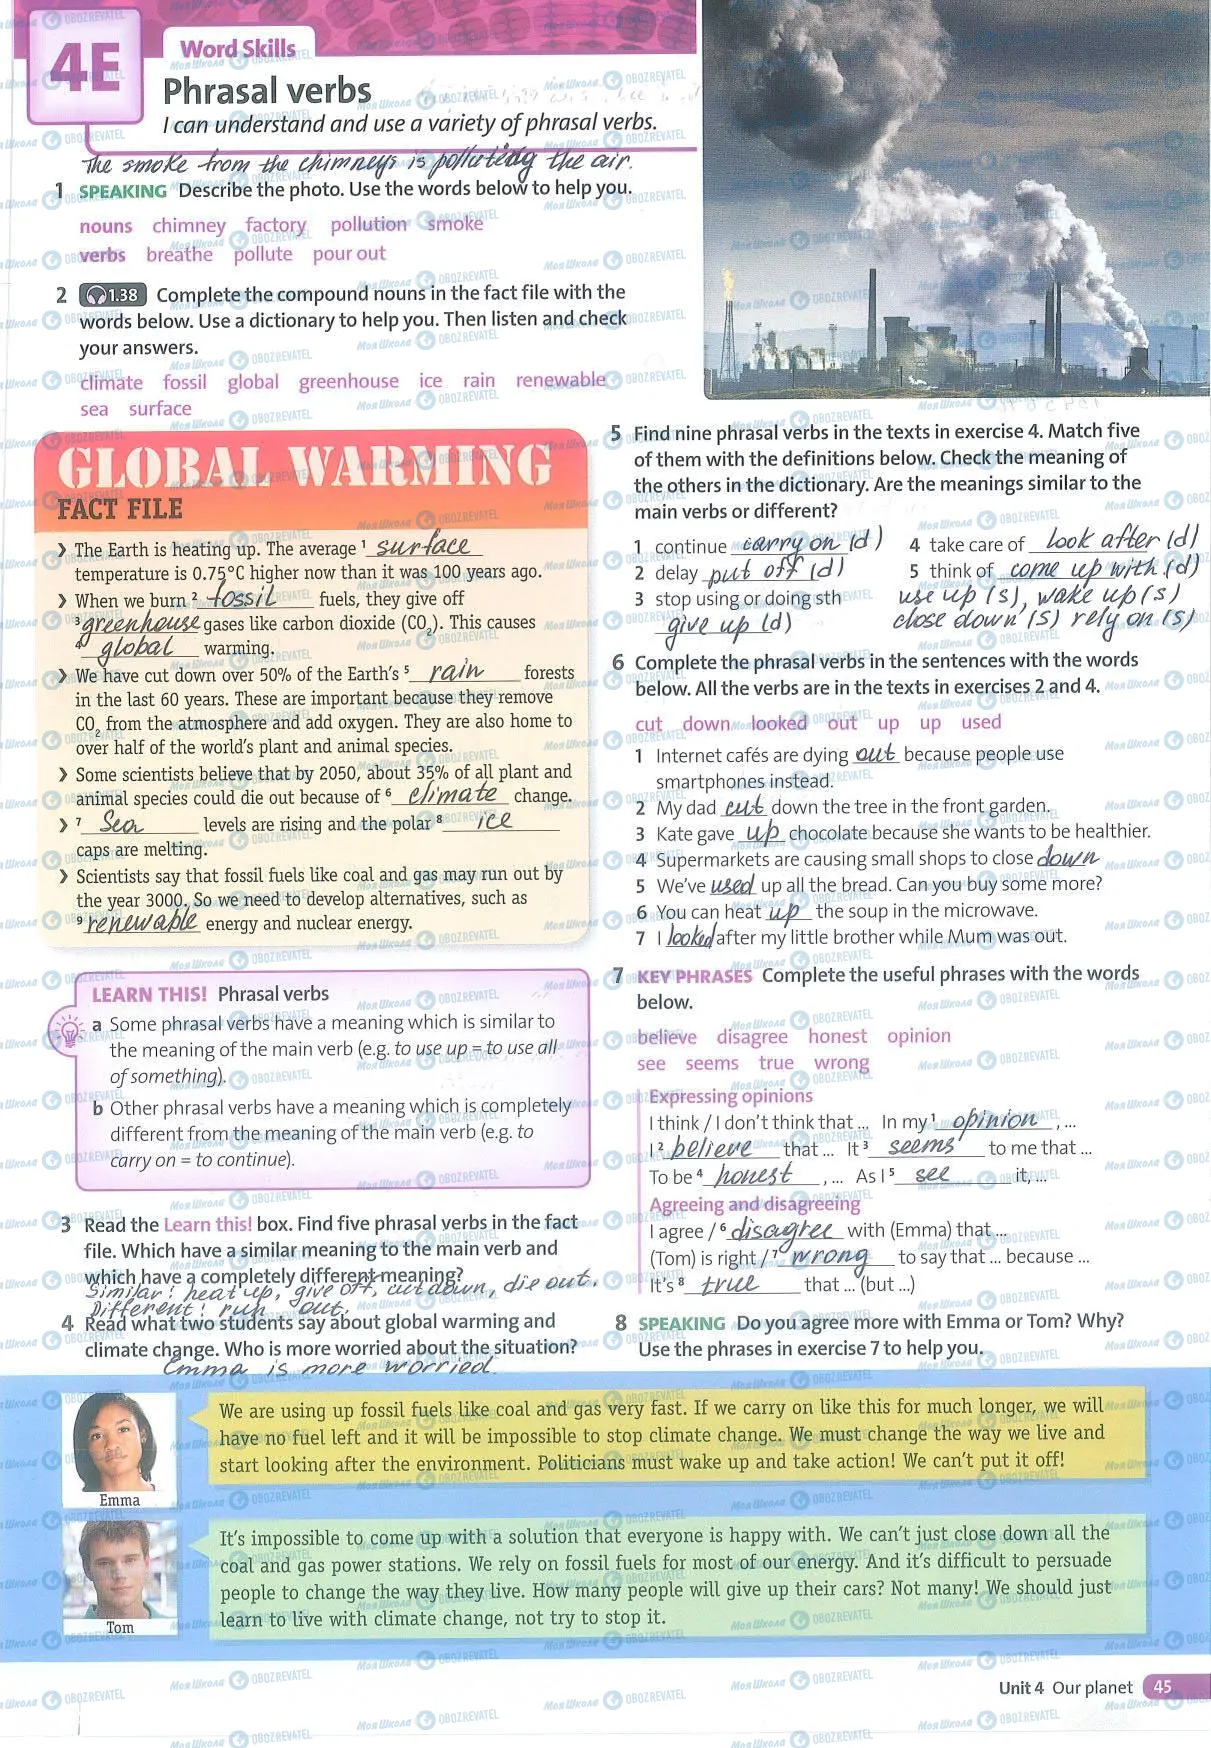 4E
Word Skills
Phrasal verbs
I can understand and use a variety of phrasal verbs.
The smoke from the chimneys is polluting the air.
1 SPEAKING Describe the photo. Use the words below to help you.
nouns chimney factory pollution smoke
verbs breathe pollute pour out
2 1.38 Complete the compound nouns in the fact file with the
words below. Use a dictionary to help you. Then listen and check
your answers.
climate fossil global greenhouse ice rain renewable
sea surface
GLOBAL WARMING
FACT FILE
› The Earth is heating up. The average 1 surface
temperature is 0.75°C higher now than it was 100 years ago.
› When we burn 2 fossil fuels, they give off
3 greenhouse gases like carbon dioxide (CO2). This causes
4 global warming.
› We have cut down over 50% of the Earth's 5 rain forests
in the last 60 years. These are important because they remove
CO2 from the atmosphere and add oxygen. They are also home to
over half of the world's plant and animal species.
› Some scientists believe that by 2050, about 35% of all plant and
animal species could die out because of 6 climate change.
› 7 Sea levels are rising and the polar 8 ice
caps are melting.
› Scientists say that fossil fuels like coal and gas may run out by
the year 3000. So we need to develop alternatives, such as
9 renewable energy and nuclear energy.
LEARN THIS! Phrasal verbs
a Some phrasal verbs have a meaning which is similar to
the meaning of the main verb (e.g. to use up = to use all
of something).
b Other phrasal verbs have a meaning which is completely
different from the meaning of the main verb (e.g. to
carry on = to continue).
3 Read the Learn this! box. Find five phrasal verbs in the fact
file. Which have a similar meaning to the main verb and
which have a completely different meaning?
Similar: heat up, give off, cut down, die out.
Different: run out.
4 Read what two students say about global warming and
climate change. Who is more worried about the situation?
Emma is more worried.
5 Find nine phrasal verbs in the texts in exercise 4. Match five
of them with the definitions below. Check the meaning of
the others in the dictionary. Are the meanings similar to the
main verbs or different?
1 continue carry on (d)
2 delay put off (d)
3 stop using or doing sth
give up (d)
4 take care of look after (d)
5 think of come up with (d)
use up (s), wake up (s)
close down (s) rely on (s)
6 Complete the phrasal verbs in the sentences with the words
below. All the verbs are in the texts in exercises 2 and 4.
cut down looked out up up used
1 Internet cafés are dying out because people use
smartphones instead.
2 My dad cut down the tree in the front garden.
3 Kate gave up chocolate because she wants to be healthier.
4 Supermarkets are causing small shops to close down
5 We've used up all the bread. Can you buy some more?
6 You can heat up the soup in the microwave.
7 I looked after my little brother while Mum was out.
7 KEY PHRASES Complete the useful phrases with the words
below.
believe disagree honest opinion
see seems true wrong
Expressing opinions
I think / I don't think that ... In my 1 opinion, ...
I 2 believe that ... It 3 seems to me that ...
To be 4 honest, ... As I 5 see it, ...
Agreeing and disagreeing
I agree / 6 disagree with (Emma) that ...
(Tom) is right / 7 wrong to say that ... because ...
It's 8 true that ... (but ...)
8 SPEAKING Do you agree more with Emma or Tom? Why?
Use the phrases in exercise 7 to help you.
We are using up fossil fuels like coal and gas very fast. If we carry on like this for much longer, we will
have no fuel left and it will be impossible to stop climate change. We must change the way we live and
start looking after the environment. Politicians must wake up and take action! We can't put it off!
Emma
It's impossible to come up with a solution that everyone is happy with. We can't just close down all the
coal and gas power stations. We rely on fossil fuels for most of our energy. And it's difficult to persuade
people to change the way they live. How many people will give up their cars? Not many! We should just
learn to live with climate change, not try to stop it.
Tom
Unit 4 Our planet 45
МояШкола OBOZREVATEL